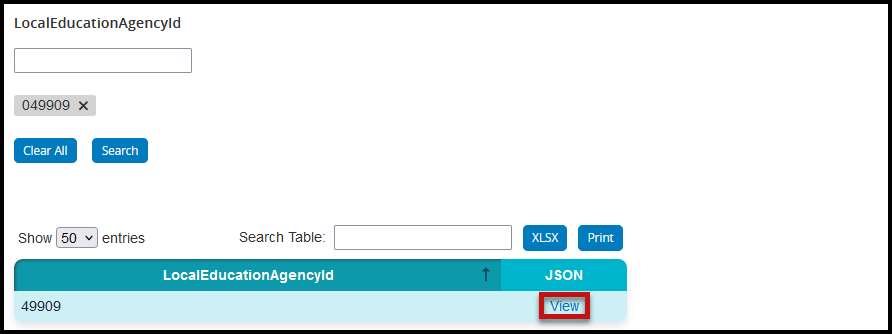 LocalEducationAgencyId
049909 ×
Clear All Search
Show 50 entries Search Table: XLSX Print
LocalEducationAgencyId ↑ JSON
49909 View